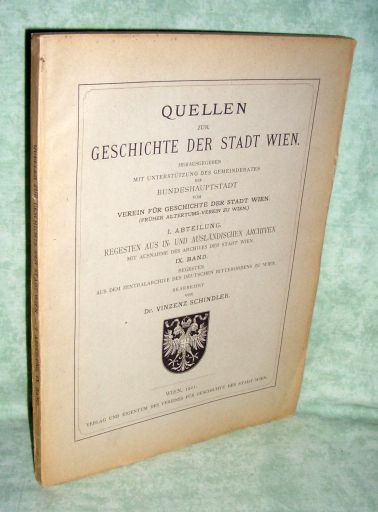 QUELLEN
ZUR
GESCHICHTE DER STADT WIEN.
HERAUSGEGEBEN
MIT UNTERSTÜTZUNG DES GEMEINDERATES
DER
BUNDESHAUPTSTADT
VOM
VEREIN FÜR GESCHICHTE DER STADT WIEN
(FRÜHER ALTERTUMS-VEREIN ZU WIEN.)
I. ABTEILUNG.
REGESTEN AUS IN- UND AUSLÄNDISCHEN ARCHIVEN
MIT AUSNAHME DES ARCHIVES DER STADT WIEN.
IX. BAND.
REGESTEN
AUS DEM ZENTRALARCHIVE DES DEUTSCHEN RITTERORDENS ZU WIEN.
BEARBEITET
VON
DR. VINZENZ SCHINDLER.
WIEN, 1921.
VERLAG UND EIGENTUM DES VEREINES FÜR GESCHICHTE DER STADT WIEN.